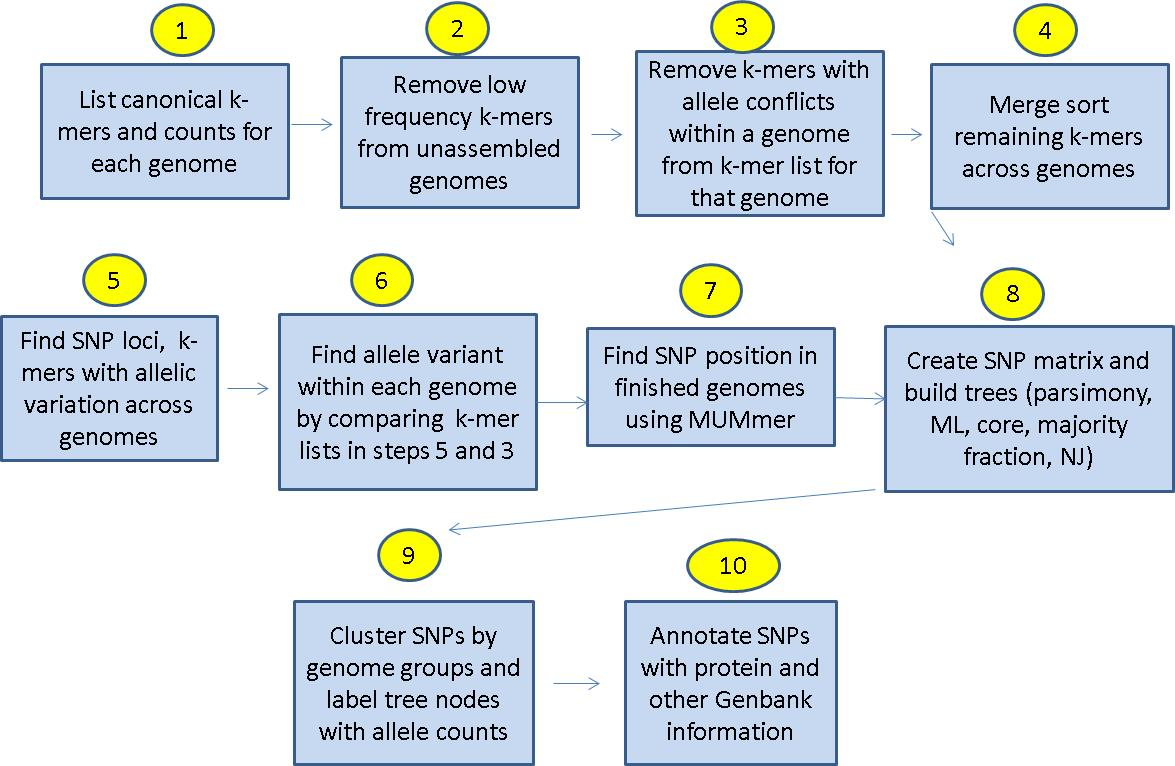 1
List canonical k-
mers and counts for
each genome
2
Remove low
frequency k-mers
from unassembled
genomes
3
Remove k-mers with
allele conflicts
within a genome
from k-mer list for
that genome
4
Merge sort
remaining k-mers
across genomes
5
Find SNP loci, k-
mers with allelic
variation across
genomes
6
Find allele variant
within each genome
by comparing k-mer
lists in steps 5 and 3
7
Find SNP position in
finished genomes
using MUMmer
8
Create SNP matrix and
build trees (parsimony,
ML, core, majority
fraction, NJ)
9
Cluster SNPs by
genome groups and
label tree nodes
with allele counts
10
Annotate SNPs
with protein and
other Genbank
information